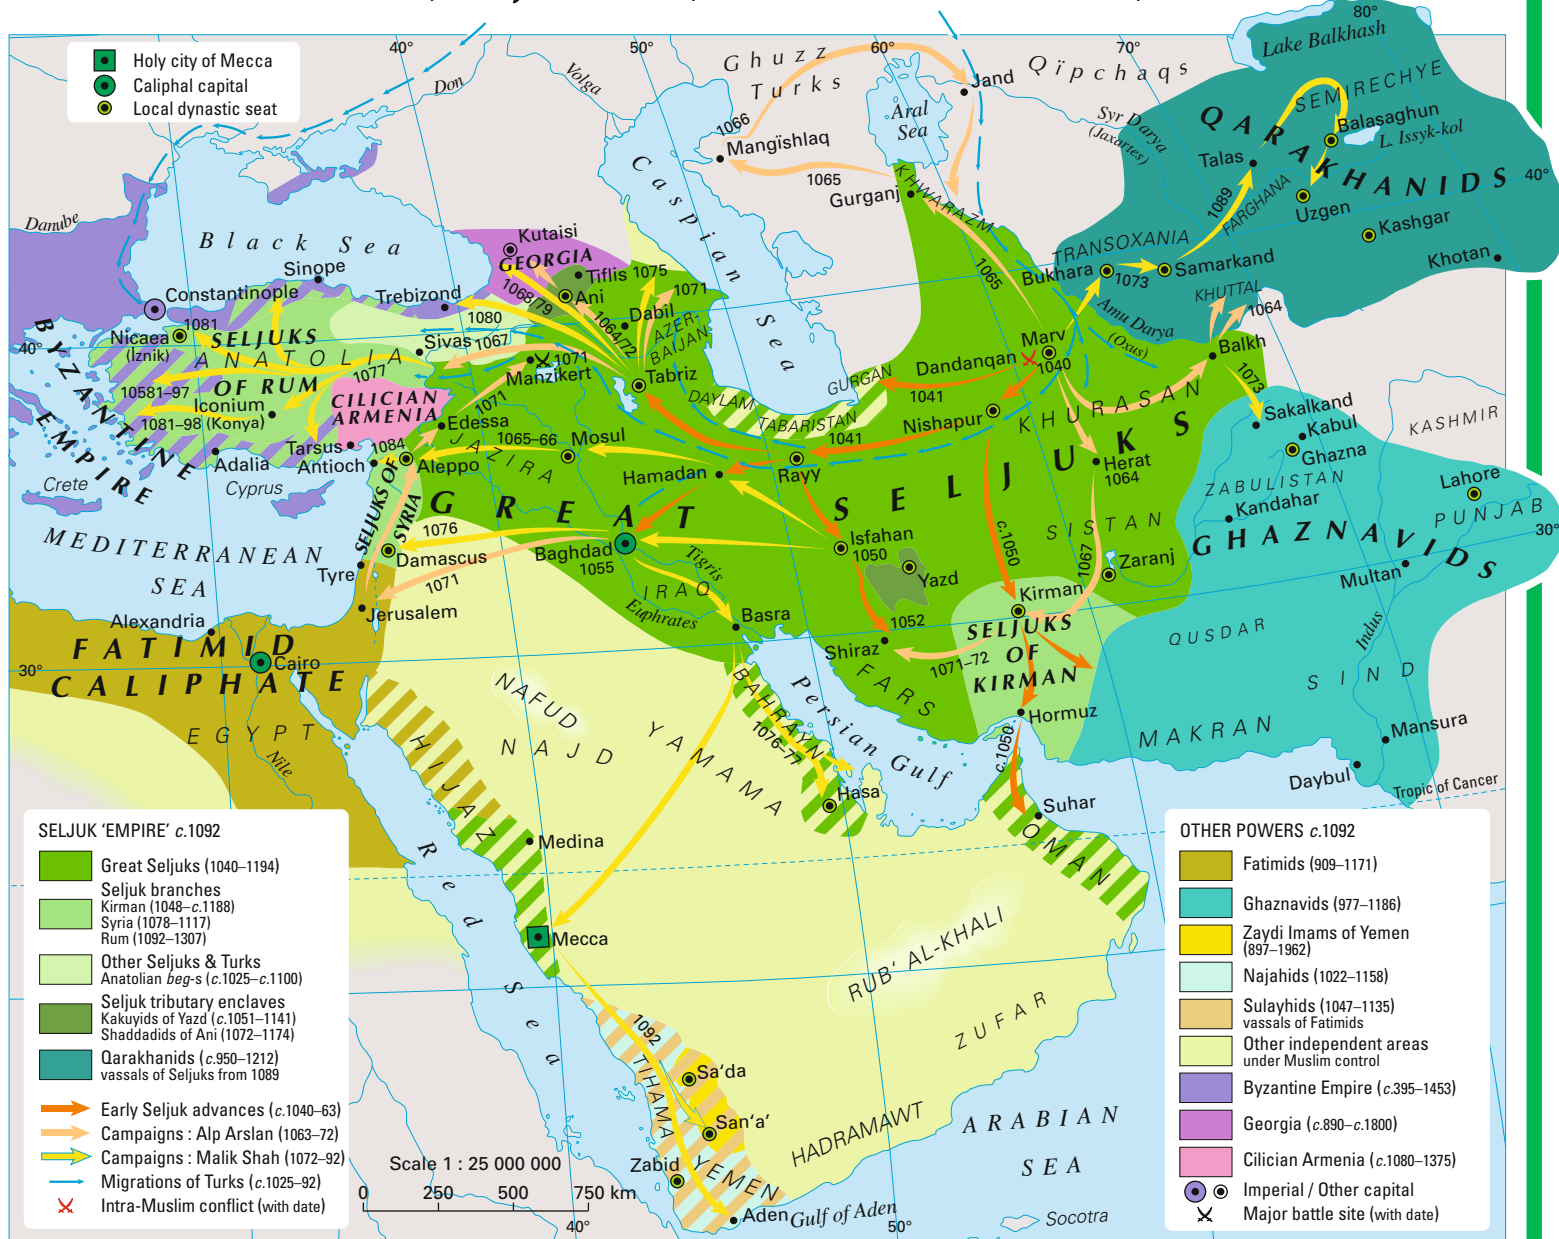 Holy city of Mecca
Caliphal capital
Local dynastic seat
40°
50°
60°
70°
80°
Don
Volga
Ghuzz
Turks
Qïpchaqs
Lake Balkhash
Jand
Aral
Sea
Syr Darya
(Jaxartes)
SEMIRECHYE
Balasaghun
L. Issyk-kol
QARAKHANIDS
Talas
40°
1066
Mangïshlaq
1065
Gurganj
KHWARAZM
1089
FARGHANA
Uzgen
Kashgar
Khotan
Danube
Black Sea
Caspian Sea
Kutaisi
GEORGIA
Tiflis
1075
1071
TRANSOXANIA
Bukhara
1073
Samarkand
1065
KHUTTAL
1064
Sinope
Constantinople
Trebizond
1068/79
Ani
1064/72
Dabil
AZER-
BAIJAN
1080
Amu Darya
(Oxus)
Nicaea
(İznik)
1081
SELJUKS
OF RUM
ANATOLIA
Sivas
1067
Manzikert
1071
Tabriz
Marv
Dandanqan
1040
Balkh
1073
40°
BYZANTINE
EMPIRE
10581–97
1077
Iconium
(Konya)
1081–98
CILICIAN
ARMENIA
1071
Edessa
DAYLAM
GURGAN
TABARISTAN
1041
1041
Nishapur
KHURASAN
Sakalkand
Kabul
Ghazna
KASHMIR
Tarsus
1084
Antioch
Aleppo
JAZIRA
1065–66
Mosul
Hamadan
Rayy
Herat
1064
ZABULISTAN
Kandahar
Lahore
PUNJAB
Adalia
Crete
Cyprus
SELJUKS OF
SYRIA
GREAT SELJUKS
GHAZNAVIDS
30°
MEDITERRANEAN
SEA
1076
Damascus
Baghdad
1055
Tigris
Isfahan
1050
c.1050
SISTAN
Zaranj
1067
Multan
Tyre
1071
Jerusalem
IRAQ
Euphrates
Basra
Yazd
Kirman
Indus
QUSDAR
Alexandria
FATIMID
CALIPHATE
Cairo
30°
1052
Shiraz
FARS
1071–72
SELJUKS
OF
KIRMAN
SIND
EGYPT
Nile
NAFUD
NAJD
YAMAMA
BAHRAYN
1076–77
Persian Gulf
Hormuz
c.1050
MAKRAN
Mansura
Daybul
Tropic of Cancer
HIJAZ
Hasa
Suhar
OMAN
Medina
Red Sea
Mecca
RUB‘ AL-KHALI
ZUFAR
1092
TIHAMA
Sa‘da
San‘a’
HADRAMAWT
ARABIAN
SEA
Zabid
YEMEN
Aden
Gulf of Aden
Socotra
40°
50°
Scale 1 : 25 000 000
0 250 500 750 km
SELJUK ‘EMPIRE’ c.1092
Great Seljuks (1040–1194)
Seljuk branches
Kirman (1048–c.1188)
Syria (1078–1117)
Rum (1092–1307)
Other Seljuks & Turks
Anatolian beg-s (c.1025–c.1100)
Seljuk tributary enclaves
Kakuyids of Yazd (c.1051–1141)
Shaddadids of Ani (1072–1174)
Qarakhanids (c.950–1212)
vassals of Seljuks from 1089
Early Seljuk advances (c.1040–63)
Campaigns : Alp Arslan (1063–72)
Campaigns : Malik Shah (1072–92)
Migrations of Turks (c.1025–92)
Intra-Muslim conflict (with date)
OTHER POWERS c.1092
Fatimids (909–1171)
Ghaznavids (977–1186)
Zaydi Imams of Yemen
(897–1962)
Najahids (1022–1158)
Sulayhids (1047–1135)
vassals of Fatimids
Other independent areas
under Muslim control
Byzantine Empire (c.395–1453)
Georgia (c.890–c.1800)
Cilician Armenia (c.1080–1375)
Imperial / Other capital
Major battle site (with date)